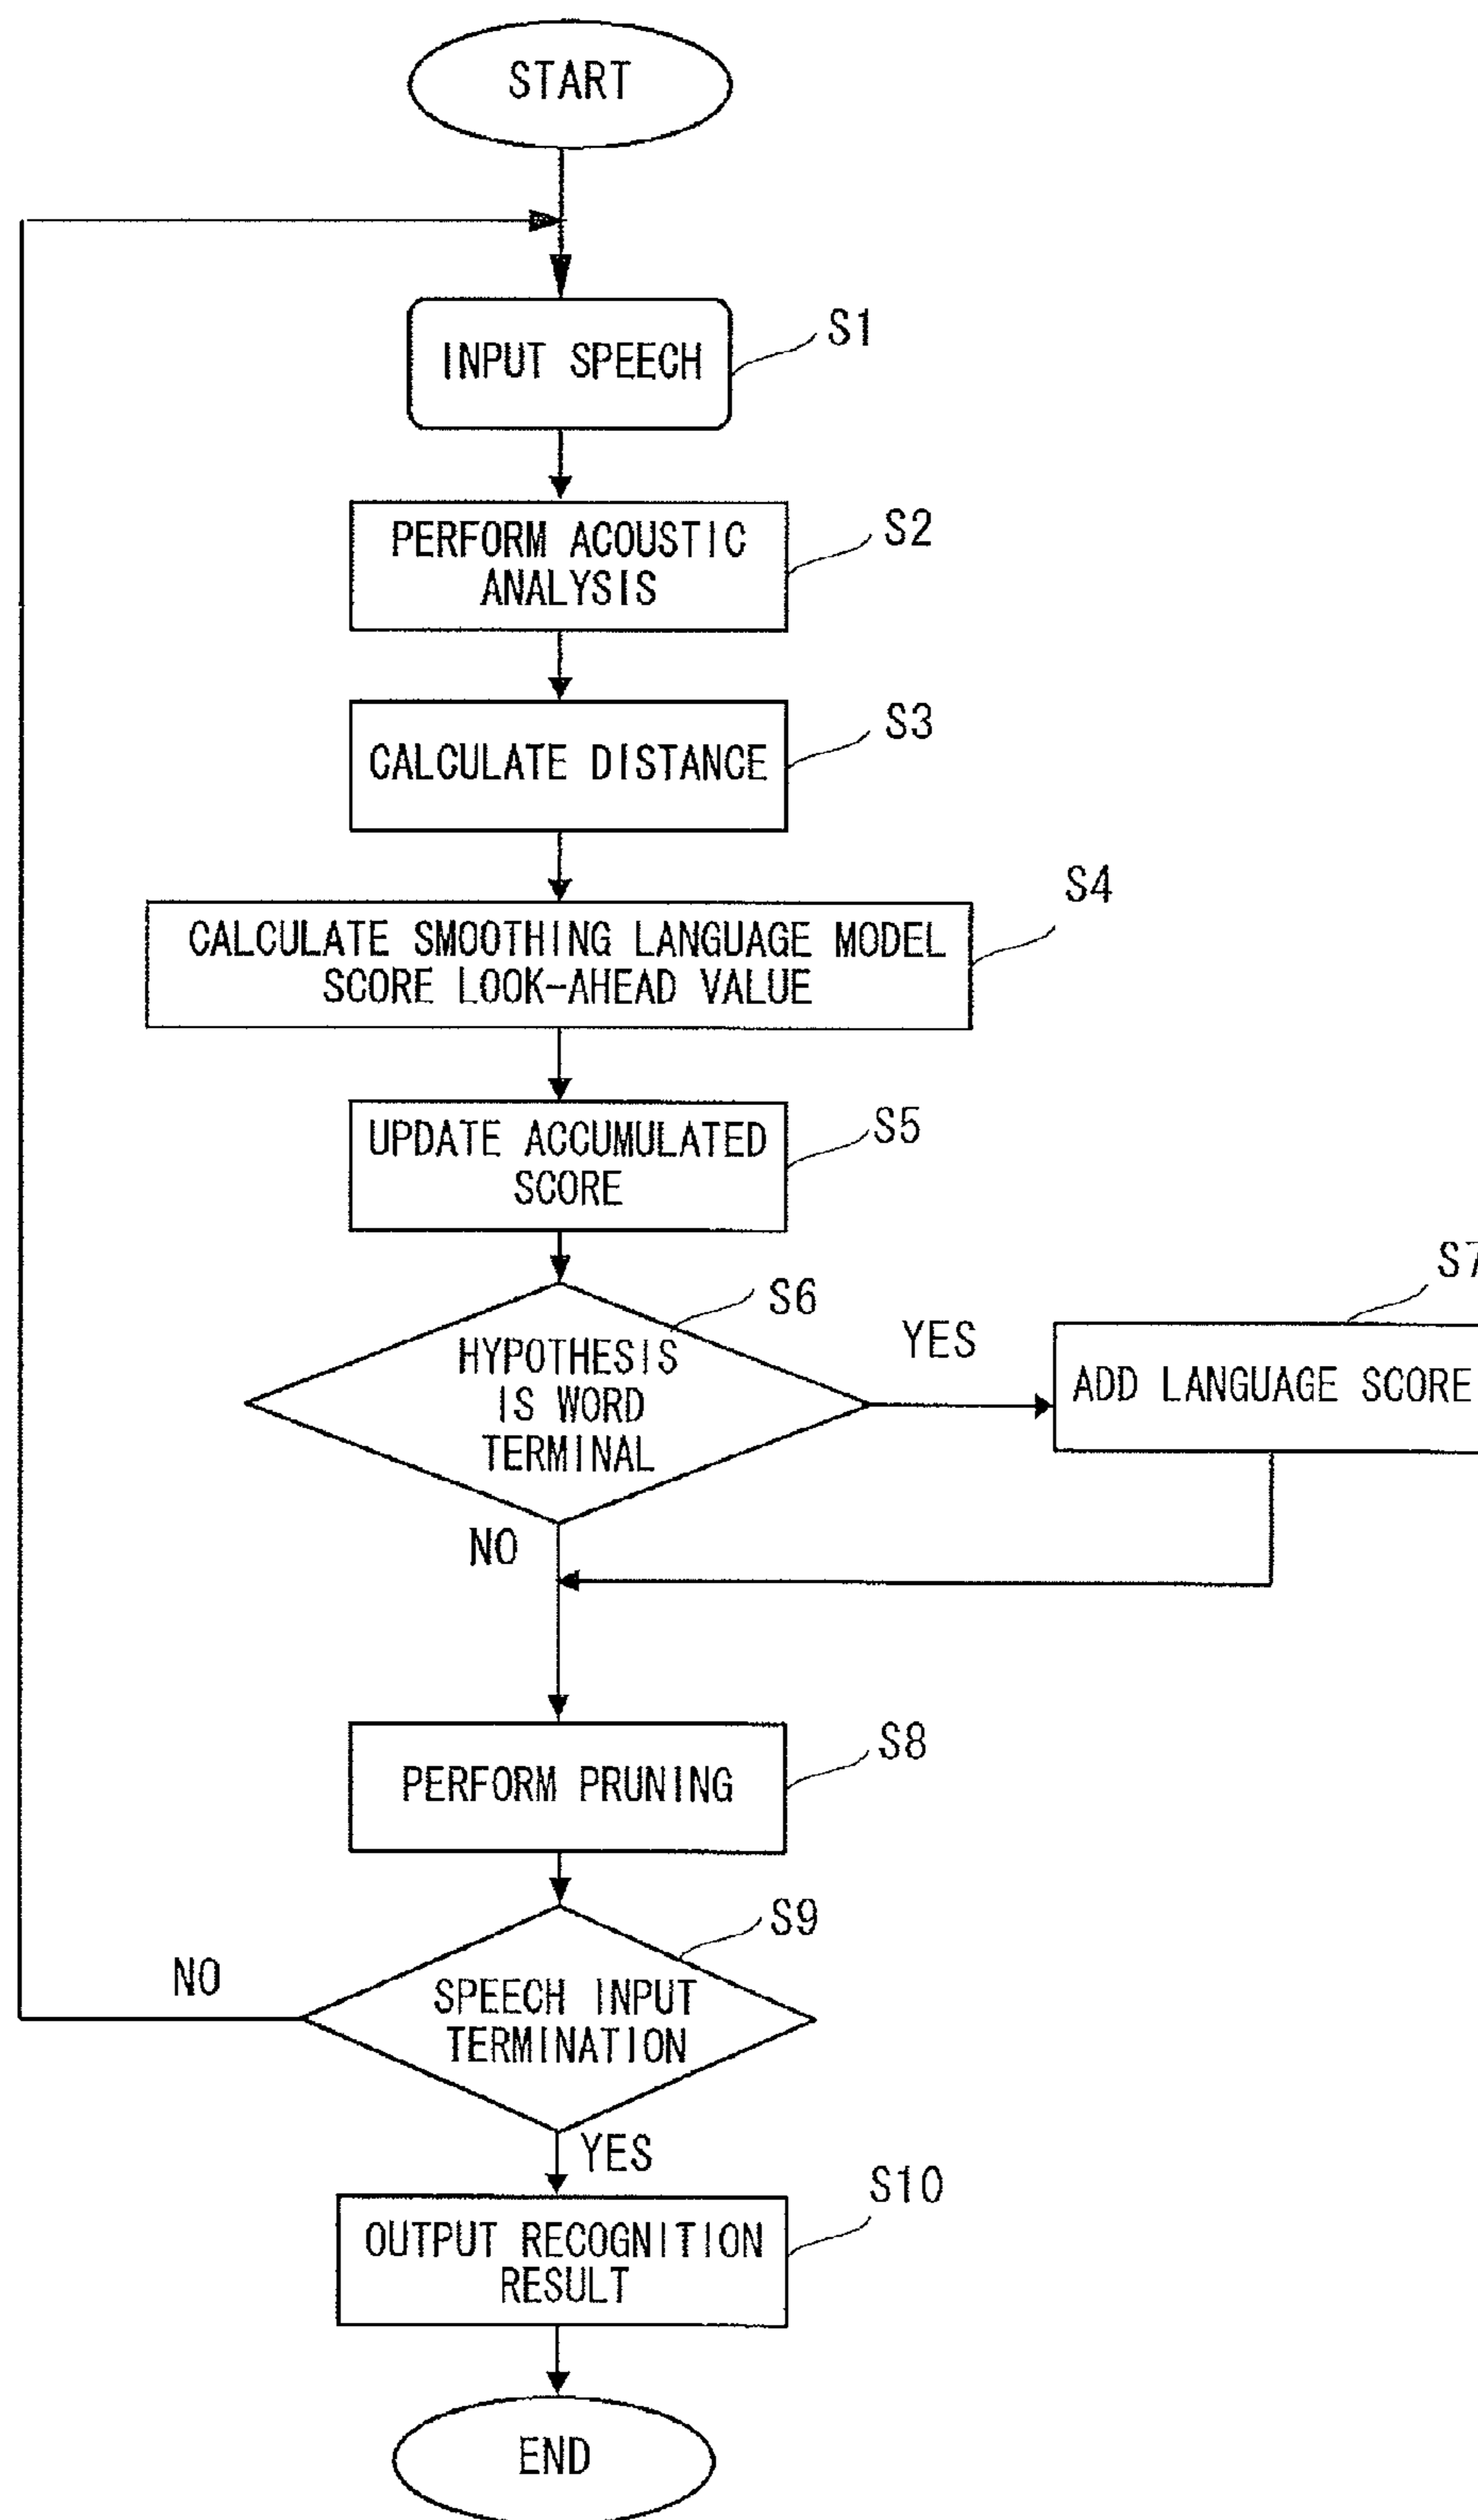 START
INPUT SPEECH
S1
PERFORM ACOUSTIC
ANALYSIS
S2
CALCULATE DISTANCE
S3
CALCULATE SMOOTHING LANGUAGE MODEL
SCORE LOOK-AHEAD VALUE
S4
UPDATE ACCUMULATED
SCORE
S5
HYPOTHESIS
IS WORD
TERMINAL
S6
YES
ADD LANGUAGE SCORE
S7
NO
PERFORM PRUNING
S8
SPEECH INPUT
TERMINATION
S9
NO
YES
OUTPUT RECOGNITION
RESULT
S10
END